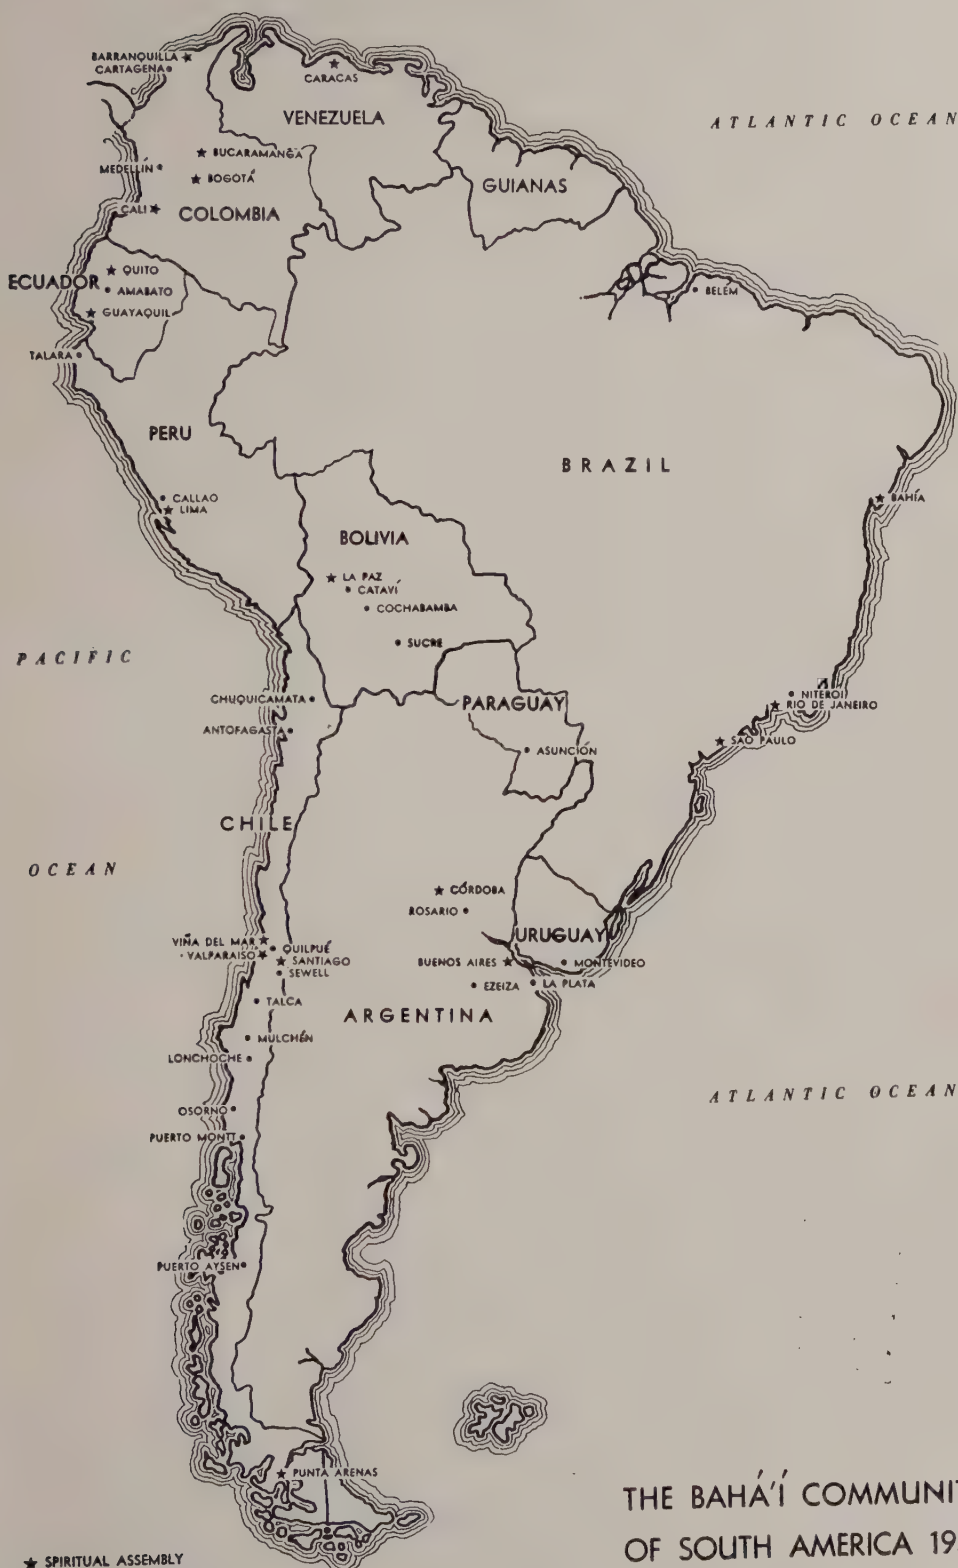 BARRANQUILLA
CARTAGENA
CARACAS
VENEZUELA
ATLANTIC OCEAN
BUCARAMANGA
MEDELLÍN
BOGOTÁ
GUIANAS
CALI
COLOMBIA
QUITO
ECUADOR
AMABATO
BELÉM
GUAYAQUIL
TALARA
PERU
BRAZIL
CALLAO
LIMA
BAHÍA
BOLIVIA
LA PAZ
CATAVÍ
COCHABAMBA
SUCRE
PACIFIC
NITEROI
CHUQUICAMATA
PARAGUAY
RIO DE JANEIRO
ANTOFAGASTA
SÃO PAULO
ASUNCIÓN
CHILE
OCEAN
CÓRDOBA
ROSARIO
URUGUAY
VIÑA DEL MAR
QUILPUÉ
VALPARAISO
SANTIAGO
BUENOS AIRES
MONTEVIDEO
SEWELL
EZEIZA
LA PLATA
TALCA
ARGENTINA
MULCHÉN
LONCHOCHE
ATLANTIC OCEAN
OSORNO
PUERTO MONTT
PUERTO AYSEN
PUNTA ARENAS
THE BAHÁ'Í
OF SOUTH AMERICA
★ SPIRITUAL ASSEMBLY